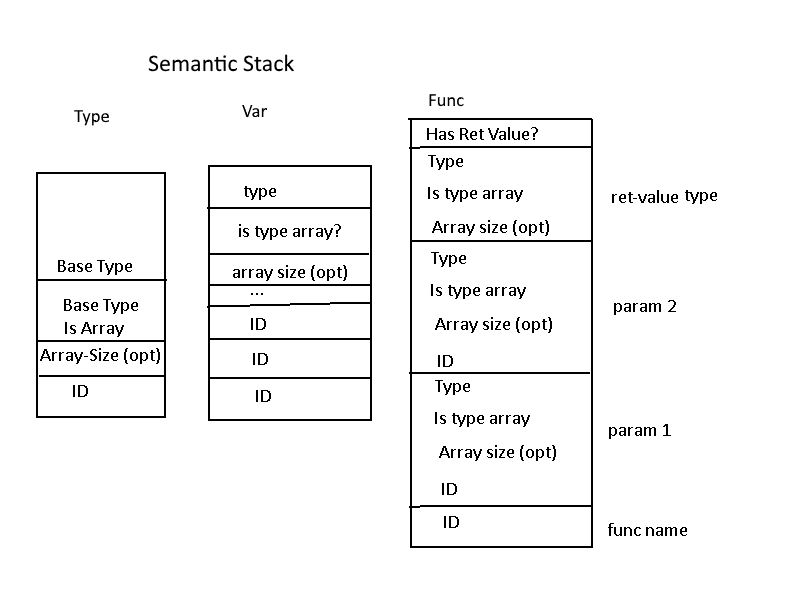 Semantic Stack
Type
Base Type
Base Type
Is Array
Array-Size (opt)
ID
Var
type
is type array?
array size (opt)
...
ID
ID
ID
Func
Has Ret Value?
Type
Is type array
Array size (opt)
ret-value type
Type
Is type array
Array size (opt)
ID
param 2
Type
Is type array
Array size (opt)
ID
param 1
ID
func name